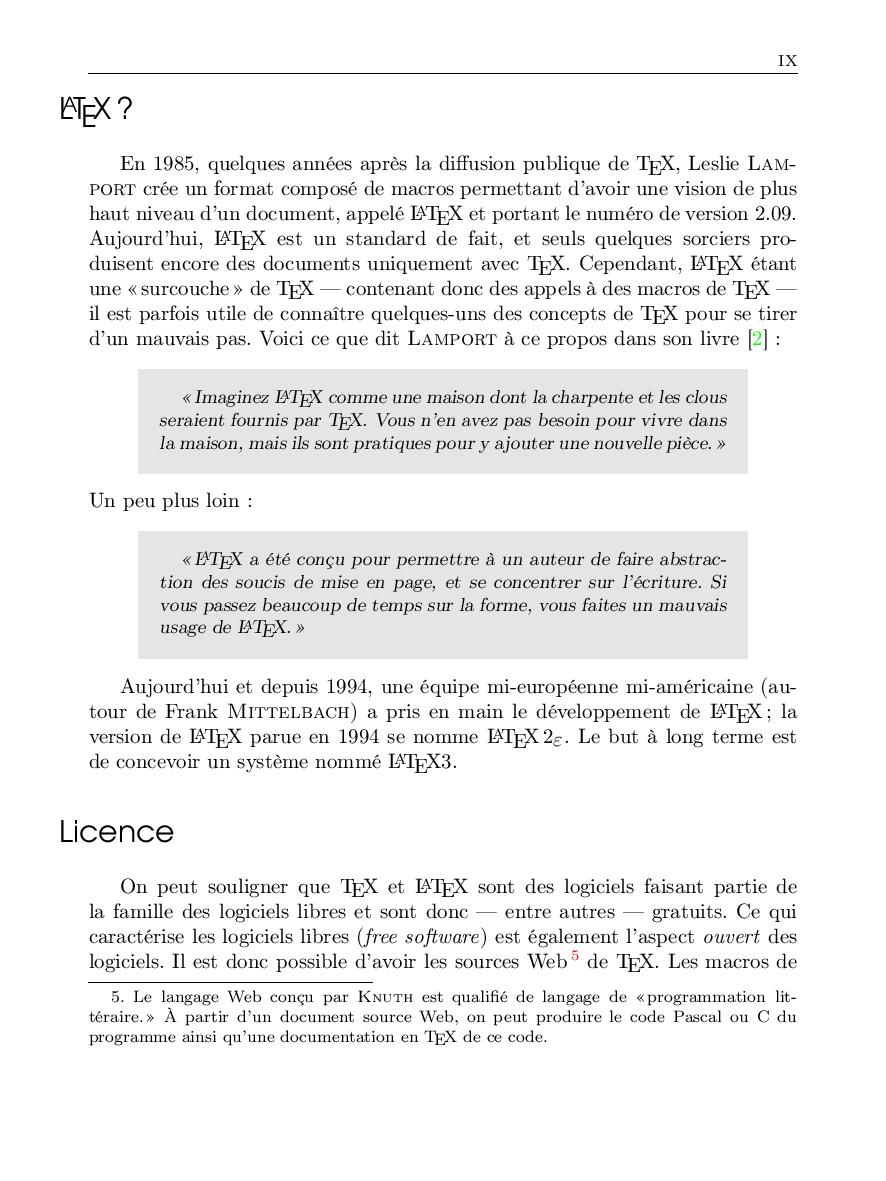 IX
LATEX ?
En 1985, quelques années après la diffusion publique de TEX, Leslie LAM-
PORT crée un format composé de macros permettant d'avoir une vision de plus
haut niveau d'un document, appelé LATEX et portant le numéro de version 2.09.
Aujourd'hui, LATEX est un standard de fait, et seuls quelques sorciers pro-
duisent encore des documents uniquement avec TEX. Cependant, LATEX étant
une « surcouche » de TEX — contenant donc des appels à des macros de TEX —
il est parfois utile de connaître quelques-uns des concepts de TEX pour se tirer
d'un mauvais pas. Voici ce que dit LAMPORT à ce propos dans son livre [2] :
« Imaginez LATEX comme une maison dont la charpente et les clous
seraient fournis par TEX. Vous n'en avez pas besoin pour vivre dans
la maison, mais ils sont pratiques pour y ajouter une nouvelle pièce. »
Un peu plus loin :
« LATEX a été conçu pour permettre à un auteur de faire abstrac-
tion des soucis de mise en page, et se concentrer sur l'écriture. Si
vous passez beaucoup de temps sur la forme, vous faites un mauvais
usage de LATEX. »
Aujourd'hui et depuis 1994, une équipe mi-européenne mi-américaine (au-
tour de Frank MITTELBACH) a pris en main le développement de LATEX ; la
version de LATEX parue en 1994 se nomme LATEX 2ε. Le but à long terme est
de concevoir un système nommé LATEX3.
Licence
On peut souligner que TEX et LATEX sont des logiciels faisant partie de
la famille des logiciels libres et sont donc — entre autres — gratuits. Ce qui
caractérise les logiciels libres (free software) est également l'aspect ouvert des
logiciels. Il est donc possible d'avoir les sources Web 5 de TEX. Les macros de
5. Le langage Web conçu par KNUTH est qualifié de langage de « programmation lit-
téraire. » À partir d'un document source Web, on peut produire le code Pascal ou C du
programme ainsi qu'une documentation en TEX de ce code.